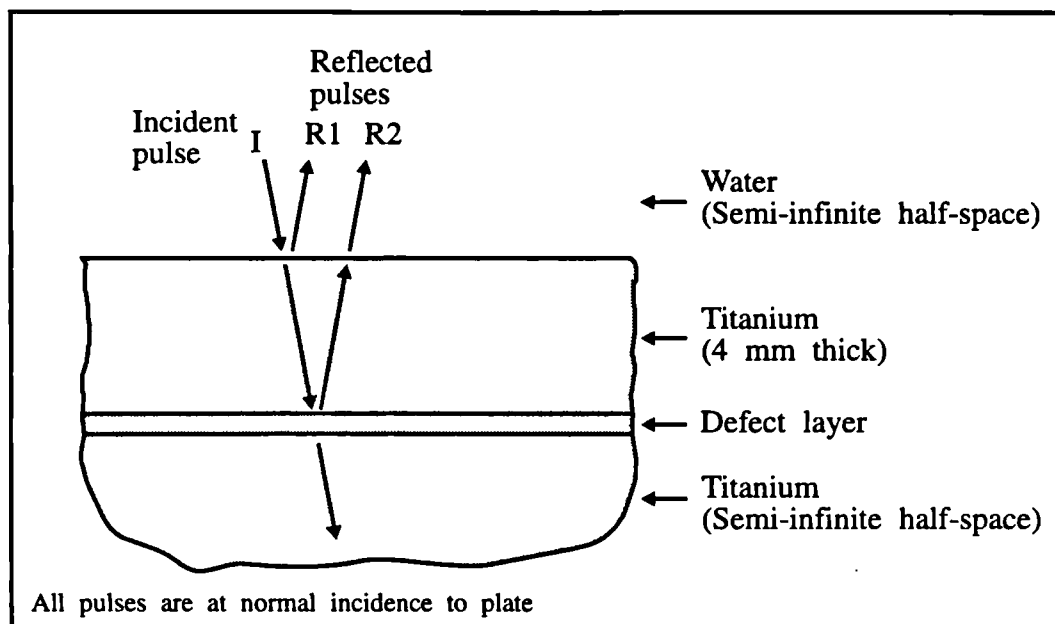 Reflected
pulses
Incident
pulse
I
R1
R2
Water
(Semi-infinite half-space)
Titanium
(4 mm thick)
Defect layer
Titanium
(Semi-infinite half-space)
All pulses are at normal incidence to plate